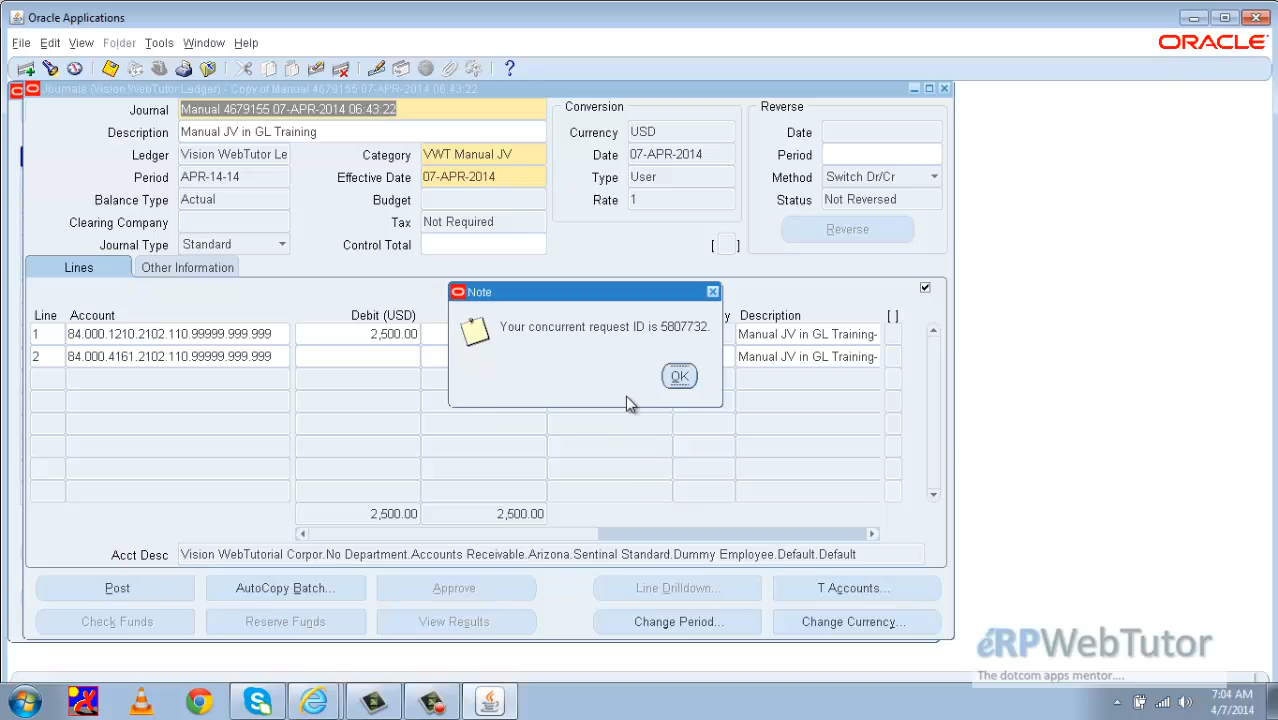 Oracle Applications
File Edit View Folder Tools Window Help
ORACLE
Journals (Vision WebTutor Ledger) - Copy of Manual 4679155 07-APR-2014 06:43:22
Journal Manual 4679155 07-APR-2014 06:43:22 Conversion Reverse
Description Manual JV in GL Training Currency USD Date
Ledger Vision WebTutor Le Category VWT Manual JV Date 07-APR-2014 Period
Period APR-14-14 Effective Date 07-APR-2014 Type User Method Switch Dr/Cr
Balance Type Actual Budget Rate 1 Status Not Reversed
Clearing Company Tax Not Required Reverse
Journal Type Standard Control Total [ ]
Lines Other Information
Note
Your concurrent request ID is 5807732.
OK
Line Account Debit (USD) y Description [ ]
1 84.000.1210.2102.110.99999.999.999 2,500.00 Manual JV in GL Training-
2 84.000.4161.2102.110.99999.999.999 Manual JV in GL Training-
2,500.00 2,500.00
Acct Desc Vision WebTutorial Corpor.No Department.Accounts Receivable.Arizona.Sentinal Standard.Dummy Employee.Default.Default
Post AutoCopy Batch... Approve Line Drilldown... T Accounts...
Check Funds Reserve Funds View Results Change Period... Change Currency...
eRPWebTutor
The dotcom apps mentor....
7:04 AM
4/7/2014